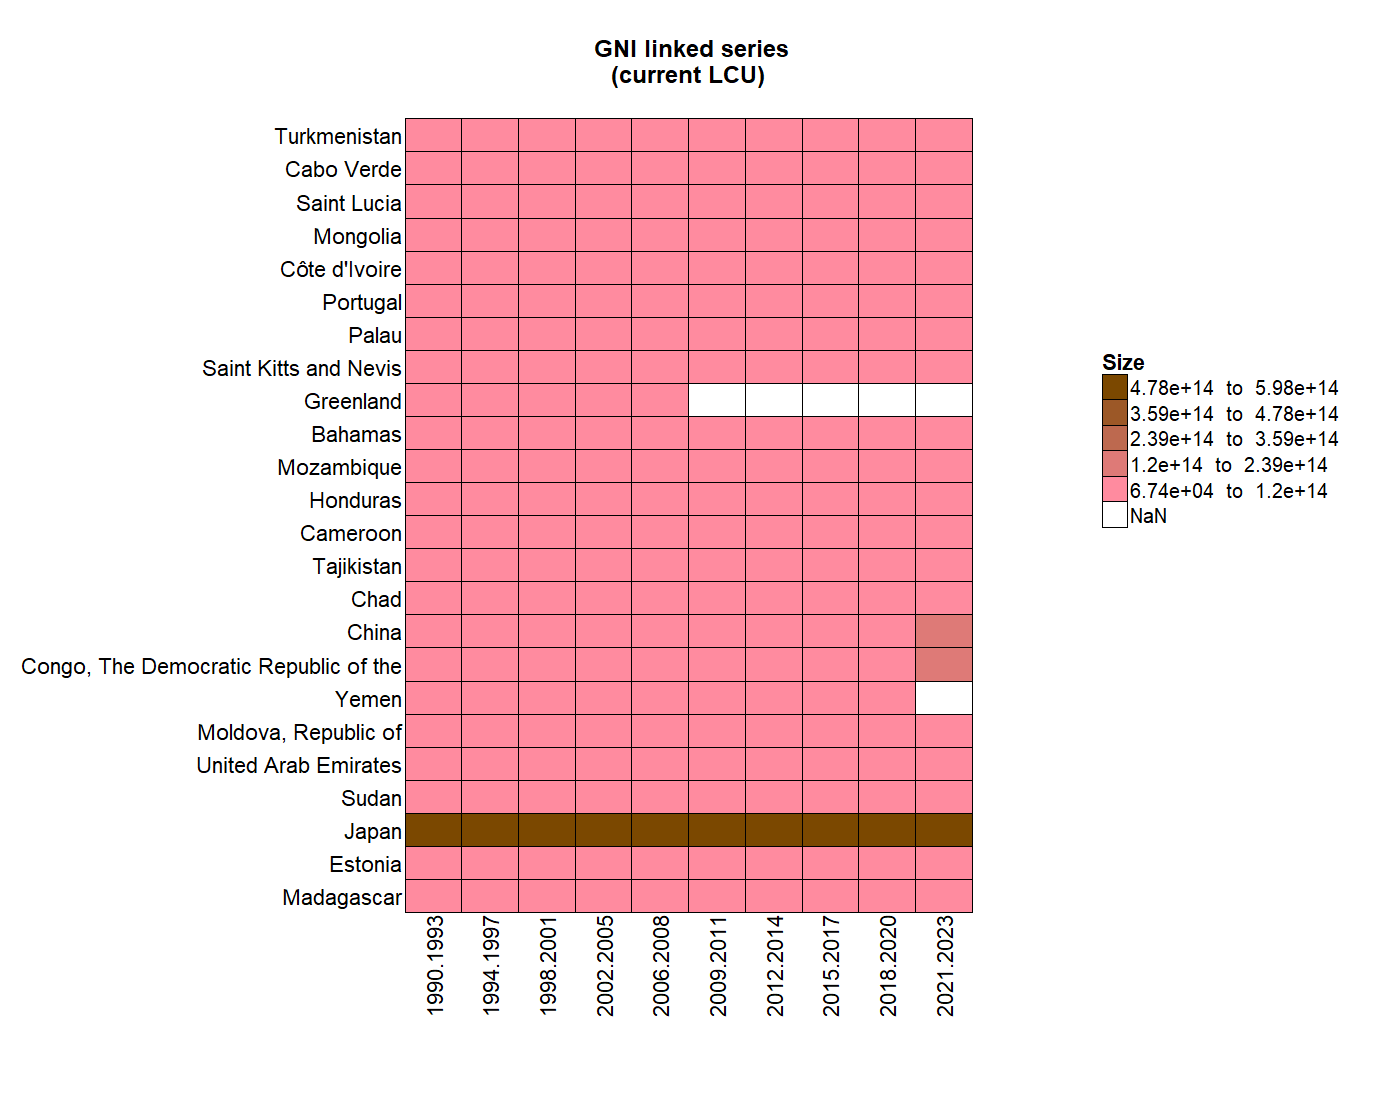 GNI linked series
(current LCU)
Turkmenistan
Cabo Verde
Saint Lucia
Mongolia
Côte d'Ivoire
Portugal
Palau
Saint Kitts and Nevis
Greenland
Bahamas
Mozambique
Honduras
Cameroon
Tajikistan
Chad
China
Congo, The Democratic Republic of the
Yemen
Moldova, Republic of
United Arab Emirates
Sudan
Japan
Estonia
Madagascar
1990.1993
1994.1997
1998.2001
2002.2005
2006.2008
2009.2011
2012.2014
2015.2017
2018.2020
2021.2023
Size
4.78e+14 to 5.98e+14
3.59e+14 to 4.78e+14
2.39e+14 to 3.59e+14
1.2e+14 to 2.39e+14
6.74e+04 to 1.2e+14
NaN